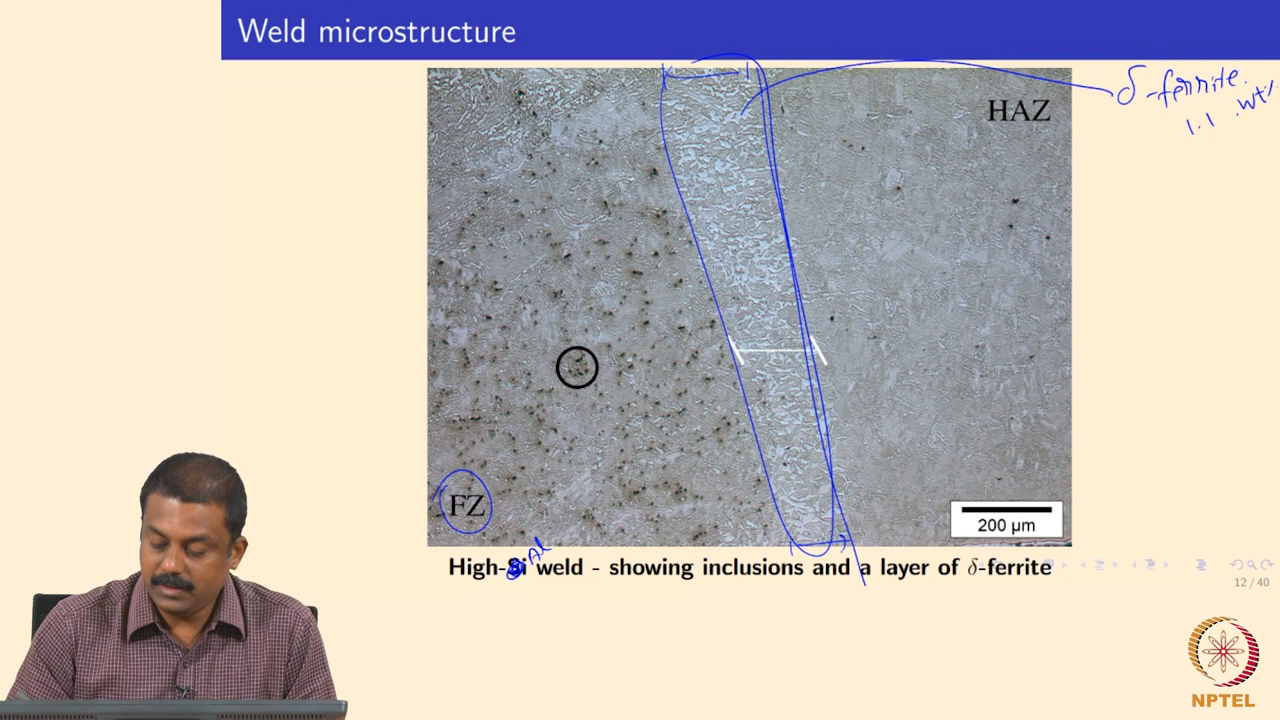 Weld microstructure
HAZ
δ-ferrite.
1.1 wt%
FZ
200 µm
Al
High-Si weld - showing inclusions and a layer of δ-ferrite
12 / 40
NPTEL